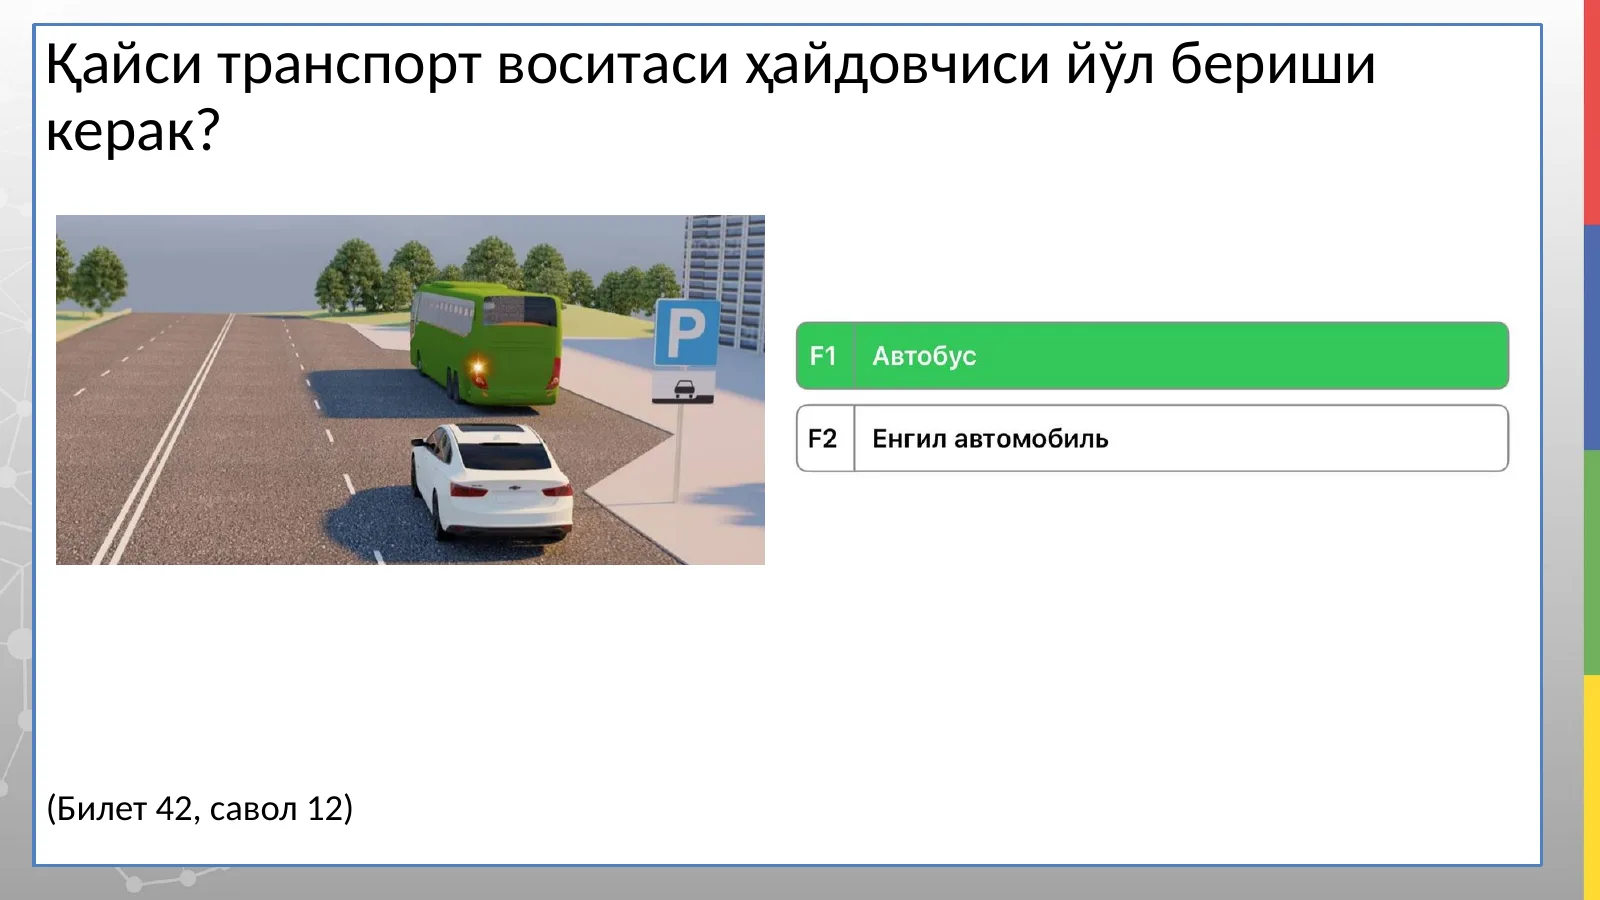 Қайси транспорт воситаси ҳайдовчиси йўл бериши
керак?
P
F1 Автобус
F2 Енгил автомобиль
(Билет 42, савол 12)